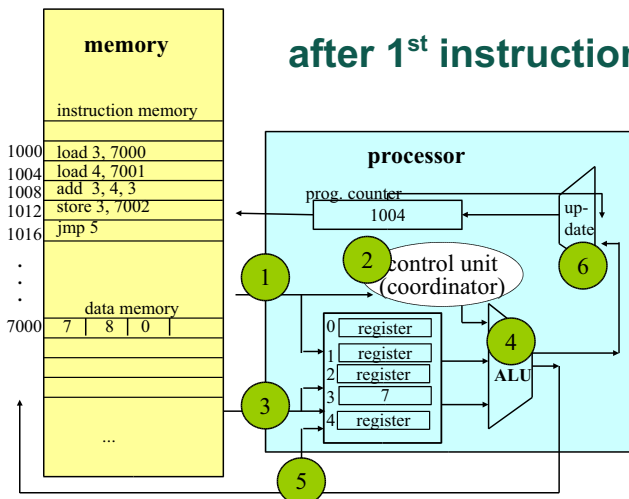 after 1st instruction
memory
instruction memory
1000 load 3, 7000
1004 load 4, 7001
1008 add 3, 4, 3
1012 store 3, 7002
1016 jmp 5
.
.
.
data memory
7000 7 8 0
...
processor
prog. counter
1004
up-
date
6
1
2
control unit
(coordinator)
0 register
1 register
2 register
3 7
4 register
4
ALU
3
5